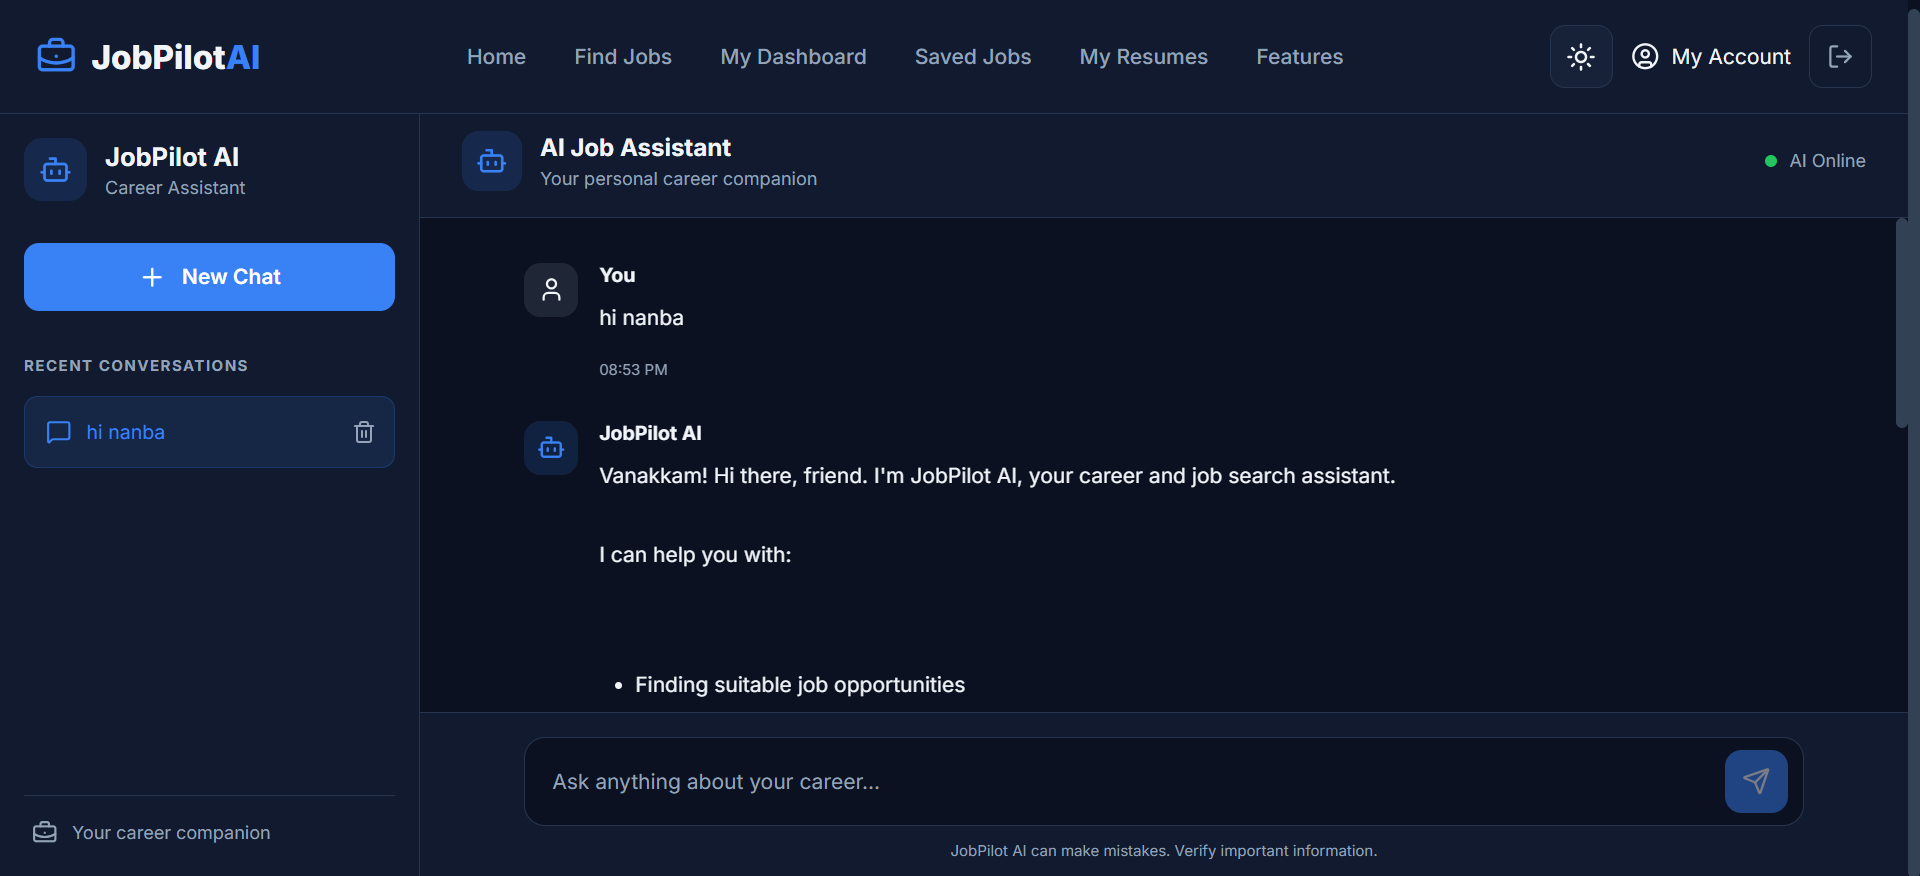 JobPilotAI
Home
Find Jobs
My Dashboard
Saved Jobs
My Resumes
Features
My Account
JobPilot AI
Career Assistant
New Chat
RECENT CONVERSATIONS
hi nanba
Your career companion
AI Job Assistant
Your personal career companion
AI Online
You
hi nanba
08:53 PM
JobPilot AI
Vanakkam! Hi there, friend. I'm JobPilot AI, your career and job search assistant.
I can help you with:
• Finding suitable job opportunities
Ask anything about your career...
JobPilot AI can make mistakes. Verify important information.